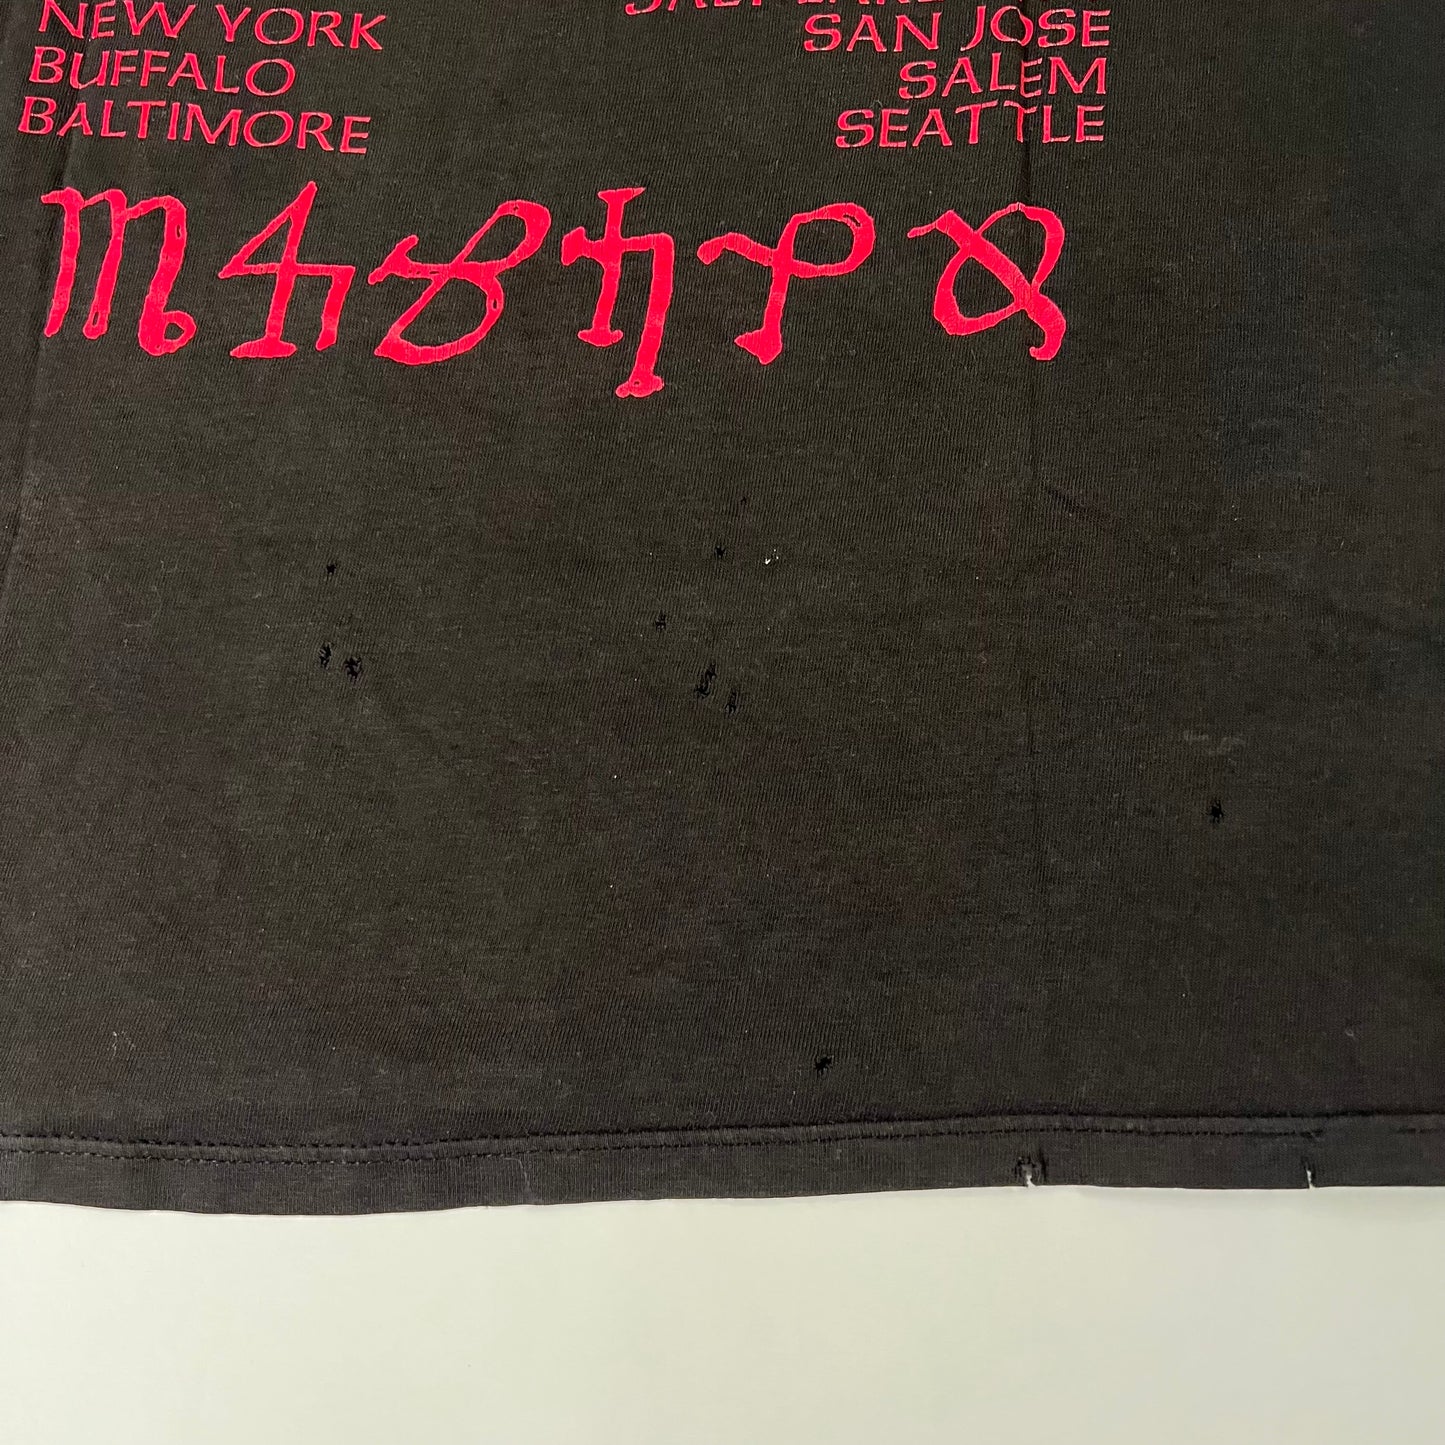 NEW YORK
BUFFALO
BALTIMORE
SAN JOSE
SALEM
SEATTLE